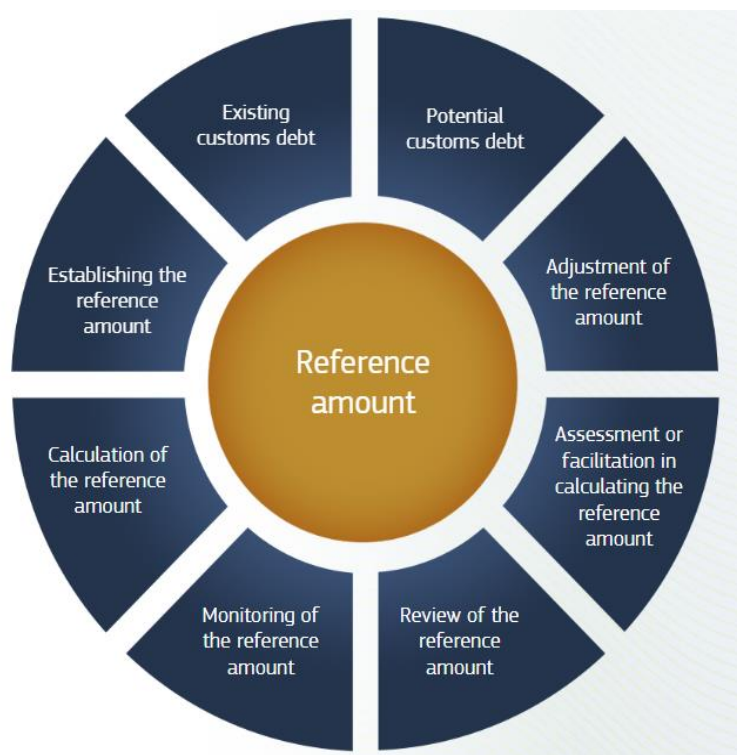 Existing
customs debt
Potential
customs debt
Adjustment of
the reference
amount
Assessment or
facilitation in
calculating the
reference
amount
Review of the
reference
amount
Monitoring of
the reference
amount
Calculation of
the reference
amount
Establishing the
reference
amount
Reference
amount